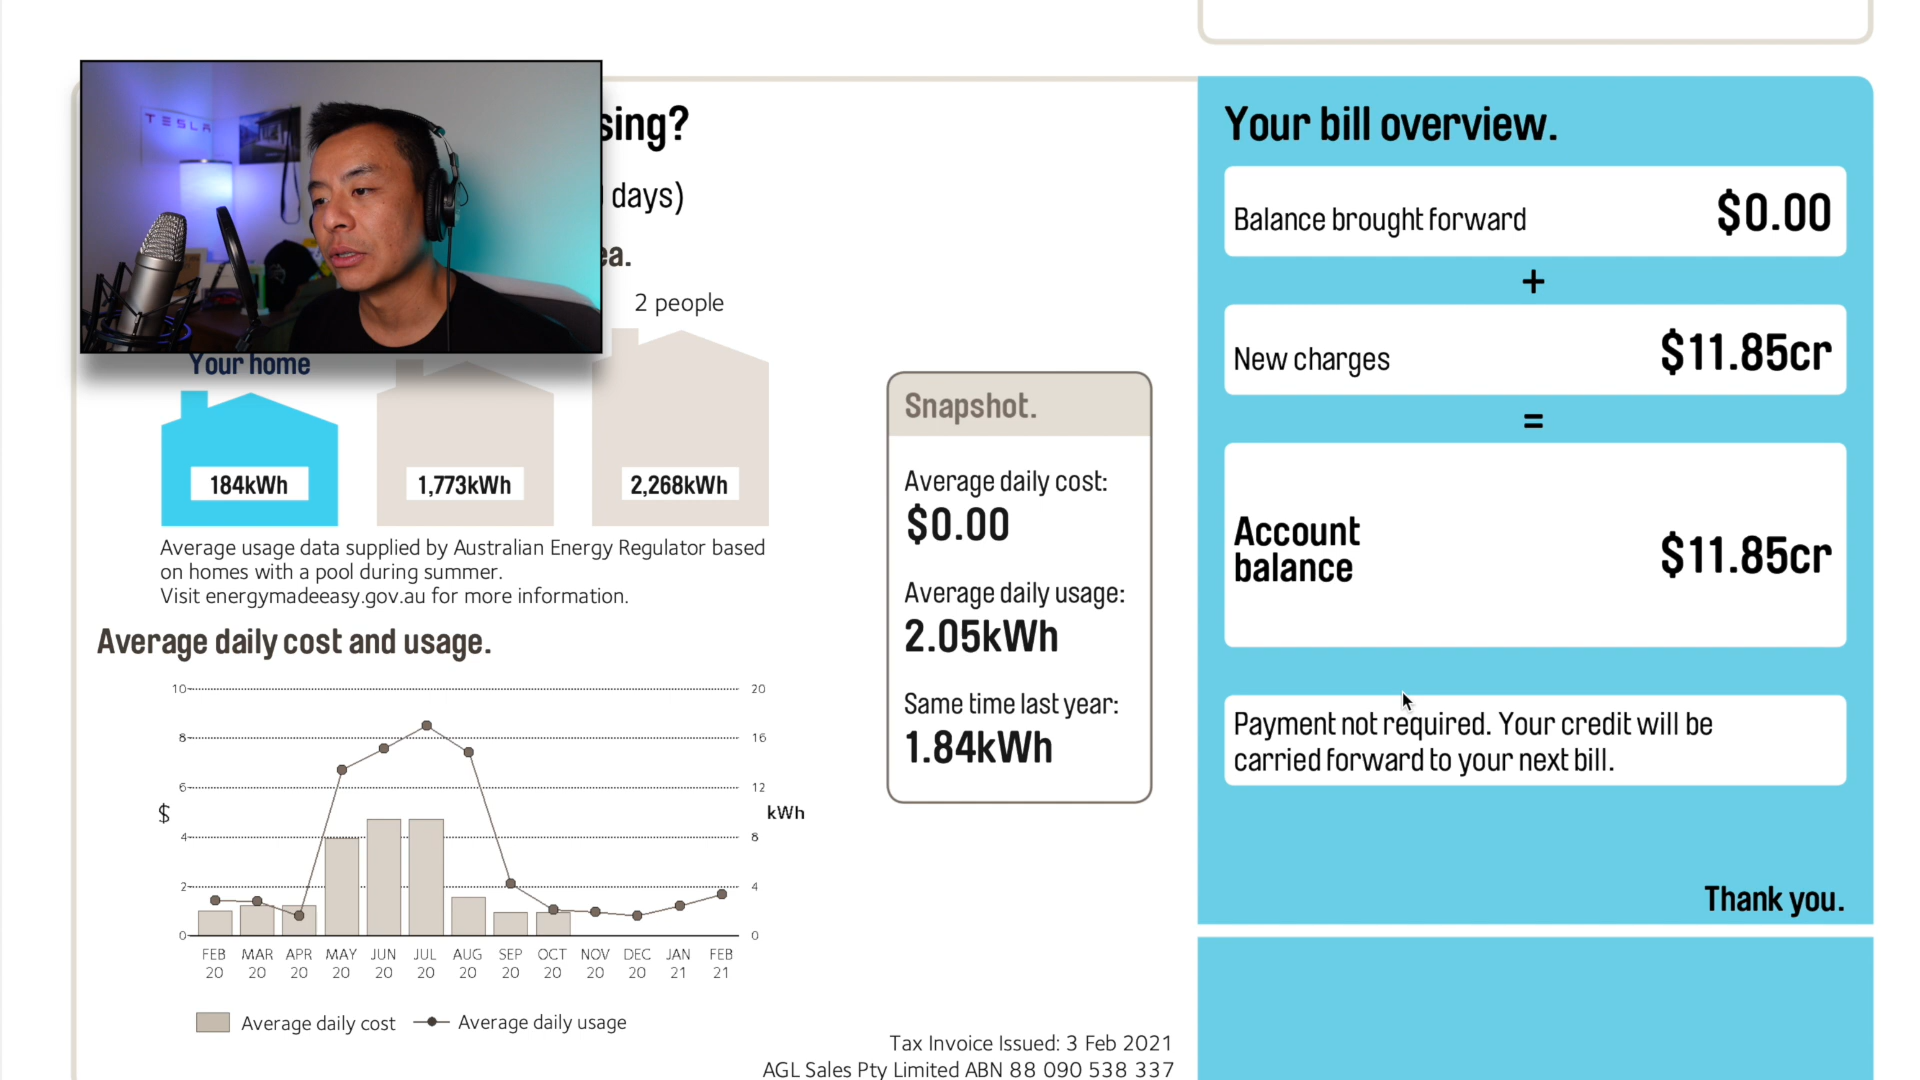 TESLA
sing?
days)
ea.
2 people
Your home
184kWh
1,773kWh
2,268kWh
Average usage data supplied by Australian Energy Regulator based
on homes with a pool during summer.
Visit energymadeeasy.gov.au for more information.
Average daily cost and usage.
10
20
8
16
6
12
$
kWh
4
8
2
4
0
0
FEB MAR APR MAY JUN JUL AUG SEP OCT NOV DEC JAN FEB
20 20 20 20 20 20 20 20 20 20 20 21 21
Average daily cost
Average daily usage
Snapshot.
Average daily cost:
$0.00
Average daily usage:
2.05kWh
Same time last year:
1.84kWh
Tax Invoice Issued: 3 Feb 2021
AGL Sales Pty Limited ABN 88 090 538 337
Your bill overview.
Balance brought forward $0.00
+
New charges $11.85cr
=
Account
balance
$11.85cr
Payment not required. Your credit will be
carried forward to your next bill.
Thank you.